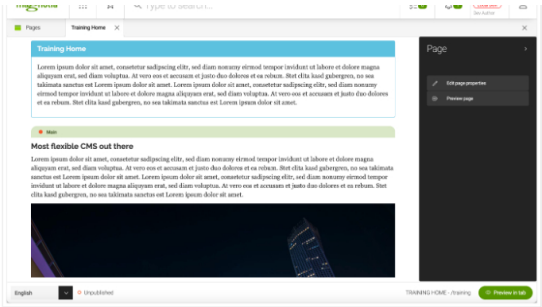 Type to search...
Pages
Training Home
Training Home
Lorem ipsum dolor sit amet, consetetur sadipscing elitr, sed diam nonumy eirmod tempor invidunt ut labore et dolore magna
aliquyam erat, sed diam voluptua. At vero eos et accusam et justo duo dolores et ea rebum. Stet clita kasd gubergren, no sea
takimata sanctus est Lorem ipsum dolor sit amet. Lorem ipsum dolor sit amet, consetetur sadipscing elitr, sed diam nonumy
eirmod tempor invidunt ut labore et dolore magna aliquyam erat, sed diam voluptua. At vero eos et accusam et justo duo dolores
et ea rebum. Stet clita kasd gubergren, no sea takimata sanctus est Lorem ipsum dolor sit amet.
Main
Most flexible CMS out there
Lorem ipsum dolor sit amet, consetetur sadipscing elitr, sed diam nonumy eirmod tempor invidunt ut labore et dolore magna
aliquyam erat, sed diam voluptua. At vero eos et accusam et justo duo dolores et ea rebum. Stet clita kasd gubergren, no sea takimata
sanctus est Lorem ipsum dolor sit amet. Lorem ipsum dolor sit amet, consetetur sadipscing elitr, sed diam nonumy eirmod tempor
invidunt ut labore et dolore magna aliquyam erat, sed diam voluptua. At vero eos et accusam et justo duo dolores et ea rebum. Stet
clita kasd gubergren, no sea takimata sanctus est Lorem ipsum dolor sit amet.
Page
Edit page properties
Preview page
English
Unpublished
TRAINING HOME - /training
Preview in tab